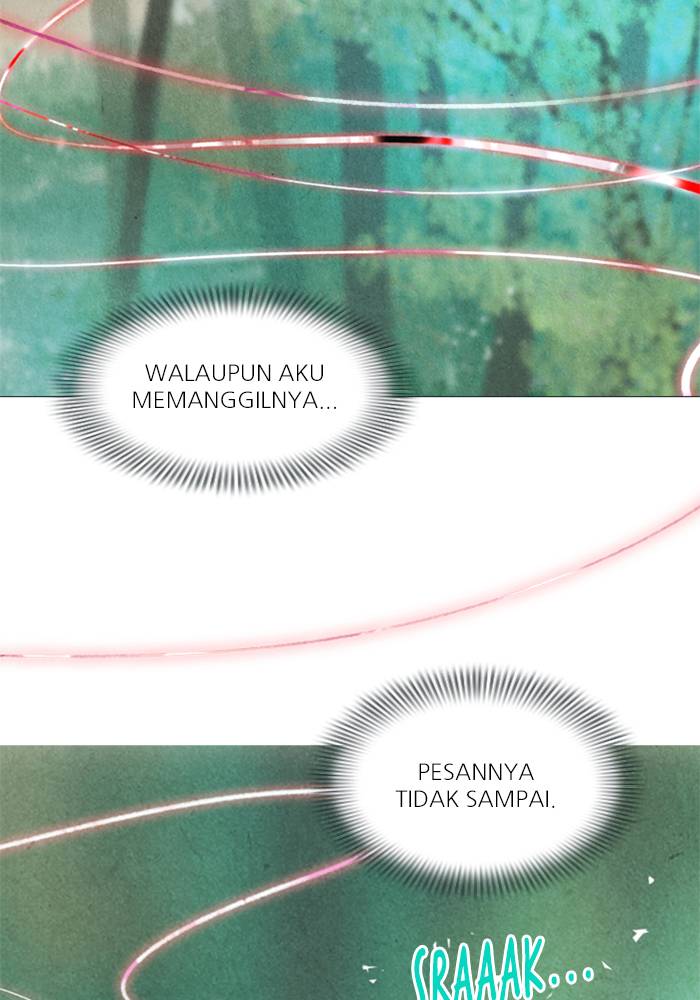 WALAUPUN AKU
MEMANGGILNYA...
PESANNYA
TIDAK SAMPAI.
SRAAAK...